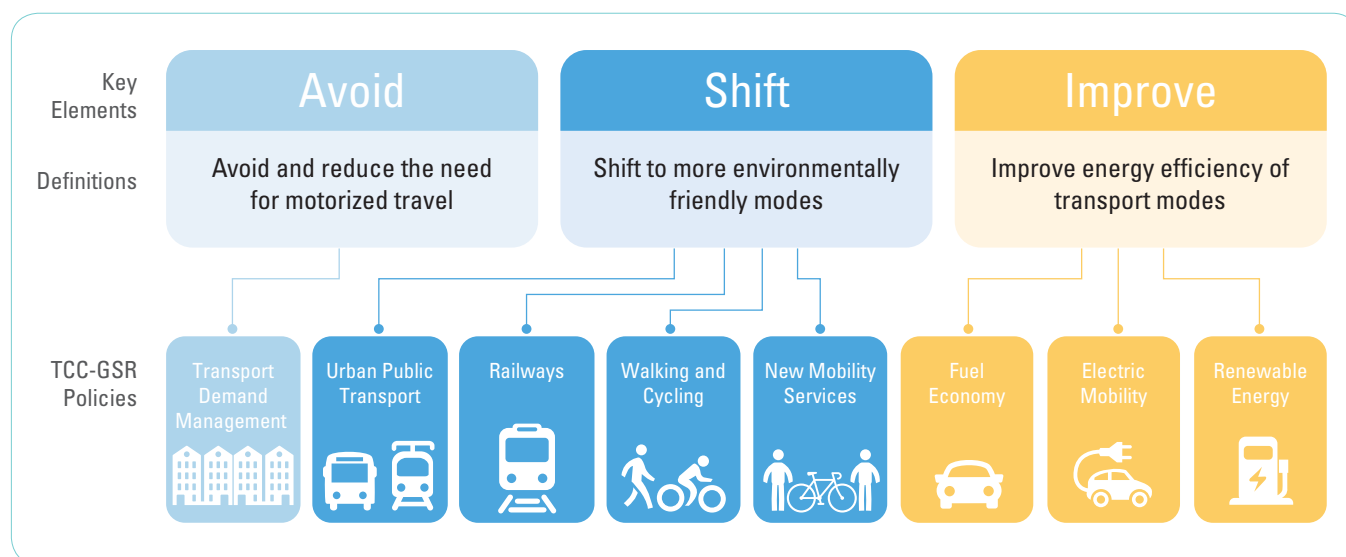 Key
Elements
Avoid
Shift
Improve
Definitions
Avoid and reduce the need
for motorized travel
Shift to more environmentally
friendly modes
Improve energy efficiency of
transport modes
TCC-GSR
Policies
Transport
Demand
Management
Urban Public
Transport
Railways
Walking and
Cycling
New Mobility
Services
Fuel
Economy
Electric
Mobility
Renewable
Energy